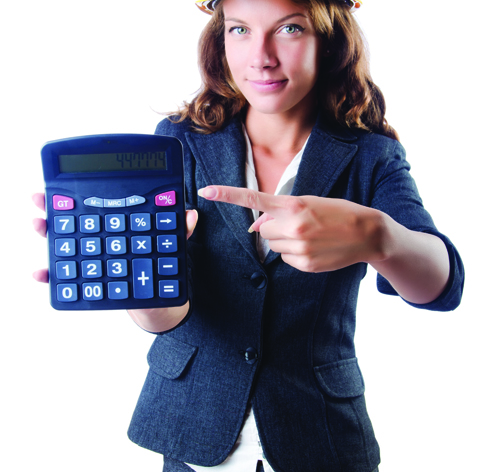 GT M- MRC M+ ON/C
7 8 9 % →
4 5 6 X ÷
1 2 3 + -
0 00 • =